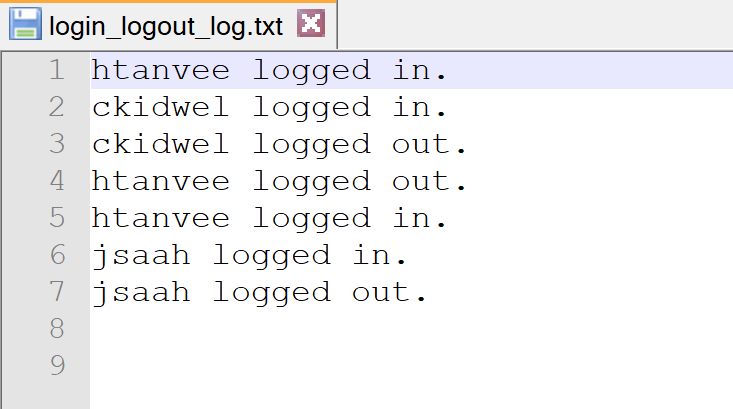 login_logout_log.txt
1 htanvee logged in.
2 ckidwel logged in.
3 ckidwel logged out.
4 htanvee logged out.
5 htanvee logged in.
6 jsaah logged in.
7 jsaah logged out.
8
9